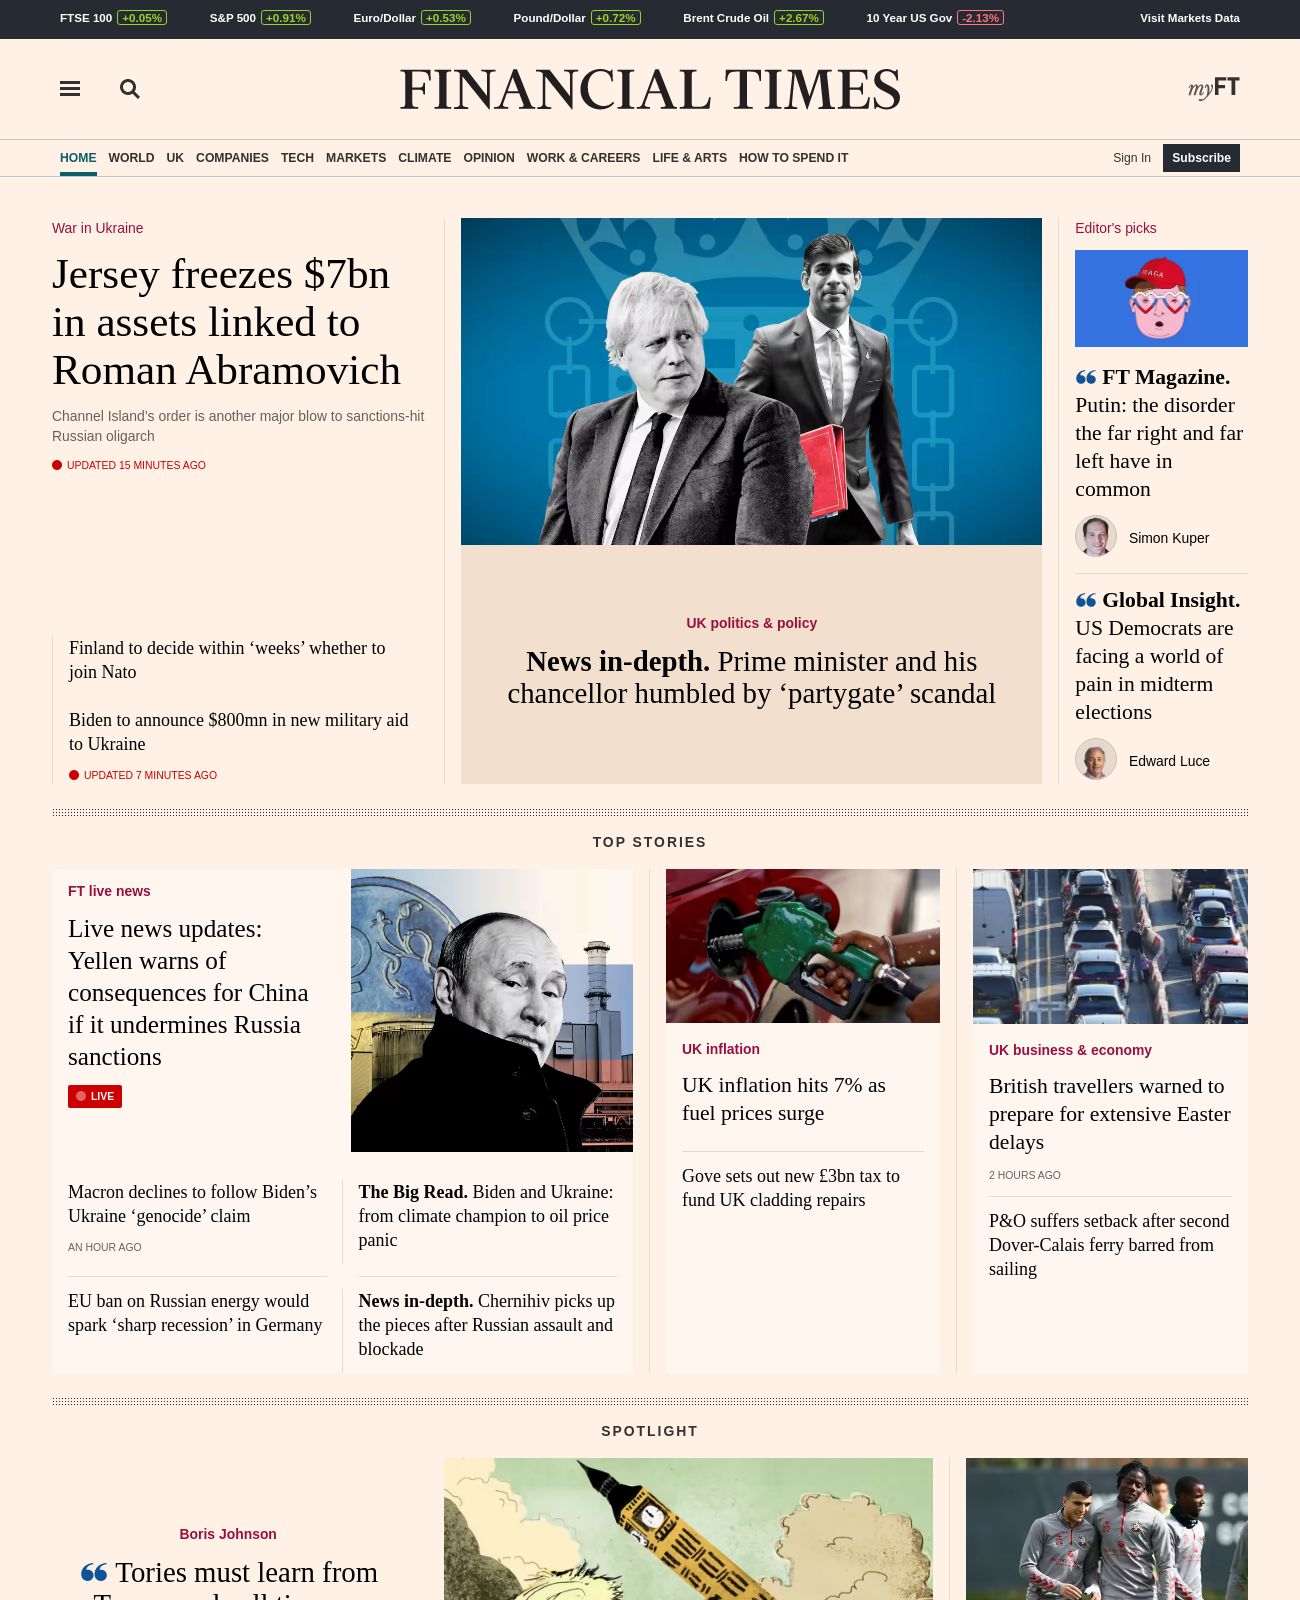 FTSE 100 +0.05% S&P 500 +0.91% Euro/Dollar +0.53% Pound/Dollar +0.72% Brent Crude Oil +2.67% 10 Year US Gov -2.13% Visit Markets Data
FINANCIAL TIMES
myFT
HOME WORLD UK COMPANIES TECH MARKETS CLIMATE OPINION WORK & CAREERS LIFE & ARTS HOW TO SPEND IT Sign In Subscribe
War in Ukraine
Jersey freezes $7bn
in assets linked to
Roman Abramovich
Channel Island’s order is another major blow to sanctions-hit
Russian oligarch
UPDATED 15 MINUTES AGO
Finland to decide within ‘weeks’ whether to
join Nato
Biden to announce $800mn in new military aid
to Ukraine
UPDATED 7 MINUTES AGO
UK politics & policy
News in-depth. Prime minister and his
chancellor humbled by ‘partygate’ scandal
Editor's picks
MAGA
“ FT Magazine.
Putin: the disorder
the far right and far
left have in
common
Simon Kuper
“ Global Insight.
US Democrats are
facing a world of
pain in midterm
elections
Edward Luce
TOP STORIES
FT live news
Live news updates:
Yellen warns of
consequences for China
if it undermines Russia
sanctions
LIVE
Macron declines to follow Biden’s
Ukraine ‘genocide’ claim
AN HOUR AGO
The Big Read. Biden and Ukraine:
from climate champion to oil price
panic
EU ban on Russian energy would
spark ‘sharp recession’ in Germany
News in-depth. Chernihiv picks up
the pieces after Russian assault and
blockade
UK inflation
UK inflation hits 7% as
fuel prices surge
Gove sets out new £3bn tax to
fund UK cladding repairs
UK business & economy
British travellers warned to
prepare for extensive Easter
delays
2 HOURS AGO
P&O suffers setback after second
Dover-Calais ferry barred from
sailing
SPOTLIGHT
Boris Johnson
“ Tories must learn from